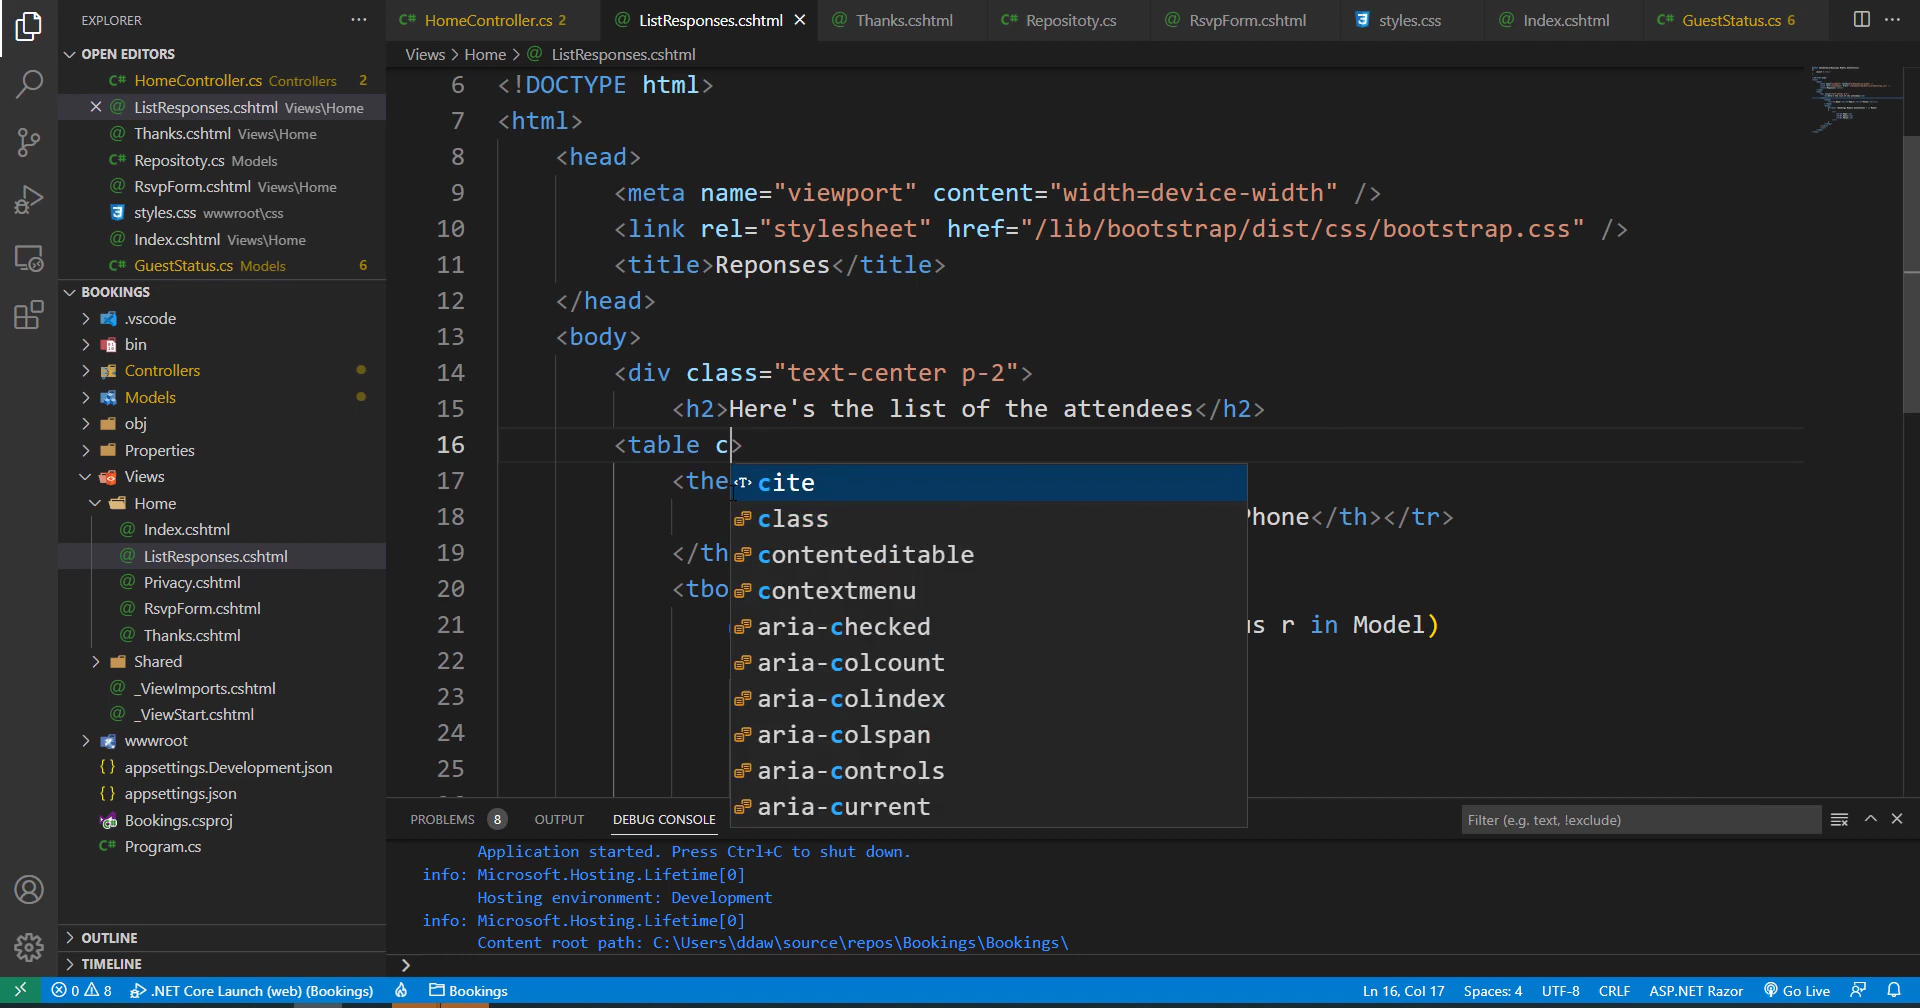 EXPLORER
OPEN EDITORS
HomeController.cs Controllers 2
ListResponses.cshtml Views\Home
Thanks.cshtml Views\Home
Repositoty.cs Models
RsvpForm.cshtml Views\Home
styles.css wwwroot\css
Index.cshtml Views\Home
GuestStatus.cs Models 6
BOOKINGS
.vscode
bin
Controllers
Models
obj
Properties
Views
Home
Index.cshtml
ListResponses.cshtml
Privacy.cshtml
RsvpForm.cshtml
Thanks.cshtml
Shared
_ViewImports.cshtml
_ViewStart.cshtml
wwwroot
appsettings.Development.json
appsettings.json
Bookings.csproj
Program.cs
OUTLINE
TIMELINE
HomeController.cs 2 ListResponses.cshtml Thanks.cshtml Repositoty.cs RsvpForm.cshtml styles.css Index.cshtml GuestStatus.cs 6
Views > Home > ListResponses.cshtml
6 <!DOCTYPE html>
7 <html>
8 <head>
9 <meta name="viewport" content="width=device-width" />
10 <link rel="stylesheet" href="/lib/bootstrap/dist/css/bootstrap.css" />
11 <title>Reponses</title>
12 </head>
13 <body>
14 <div class="text-center p-2">
15 <h2>Here's the list of the attendees</h2>
16 <table c>
17 <the
18 Phone</th></tr>
19 </th
20 <tbo
21 s r in Model)
22
23
24
25
cite
class
contenteditable
contextmenu
aria-checked
aria-colcount
aria-colindex
aria-colspan
aria-controls
aria-current
PROBLEMS 8 OUTPUT DEBUG CONSOLE Filter (e.g. text, !exclude)
Application started. Press Ctrl+C to shut down.
info: Microsoft.Hosting.Lifetime[0]
Hosting environment: Development
info: Microsoft.Hosting.Lifetime[0]
Content root path: C:\Users\ddaw\source\repos\Bookings\Bookings\
0 8 .NET Core Launch (web) (Bookings) Bookings Ln 16, Col 17 Spaces: 4 UTF-8 CRLF ASP.NET Razor Go Live